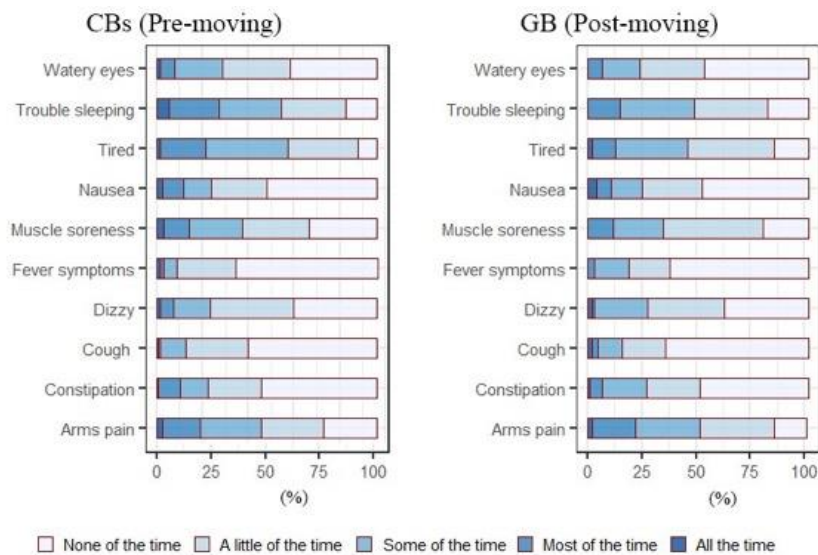 CBs (Pre-moving)
Watery eyes
Trouble sleeping
Tired
Nausea
Muscle soreness
Fever symptoms
Dizzy
Cough
Constipation
Arms pain
0 25 50 75 100
(%)
GB (Post-moving)
Watery eyes
Trouble sleeping
Tired
Nausea
Muscle soreness
Fever symptoms
Dizzy
Cough
Constipation
Arms pain
0 25 50 75 100
(%)
None of the time A little of the time Some of the time Most of the time All the time